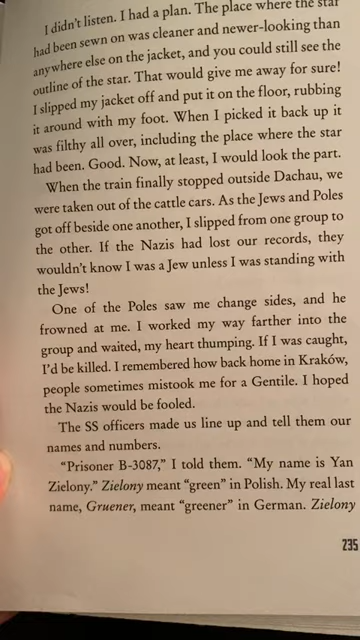 I didn't listen. I had a plan. The place where the star
had been sewn on was cleaner and newer-looking than
anywhere else on the jacket, and you could still see the
outline of the star. That would give me away for sure!
I slipped my jacket off and put it on the floor, rubbing
it around with my foot. When I picked it back up it
was filthy all over, including the place where the star
had been. Good. Now, at least, I would look the part.
When the train finally stopped outside Dachau, we
were taken out of the cattle cars. As the Jews and Poles
got off beside one another, I slipped from one group to
the other. If the Nazis had lost our records, they
wouldn't know I was a Jew unless I was standing with
the Jews!
One of the Poles saw me change sides, and he
frowned at me. I worked my way farther into the
group and waited, my heart thumping. If I was caught,
I'd be killed. I remembered how back home in Kraków,
people sometimes mistook me for a Gentile. I hoped
the Nazis would be fooled.
The SS officers made us line up and tell them our
names and numbers.
“Prisoner B-3087,” I told them. “My name is Yan
Zielony.” Zielony meant “green” in Polish. My real last
name, Gruener, meant “greener” in German. Zielony
235